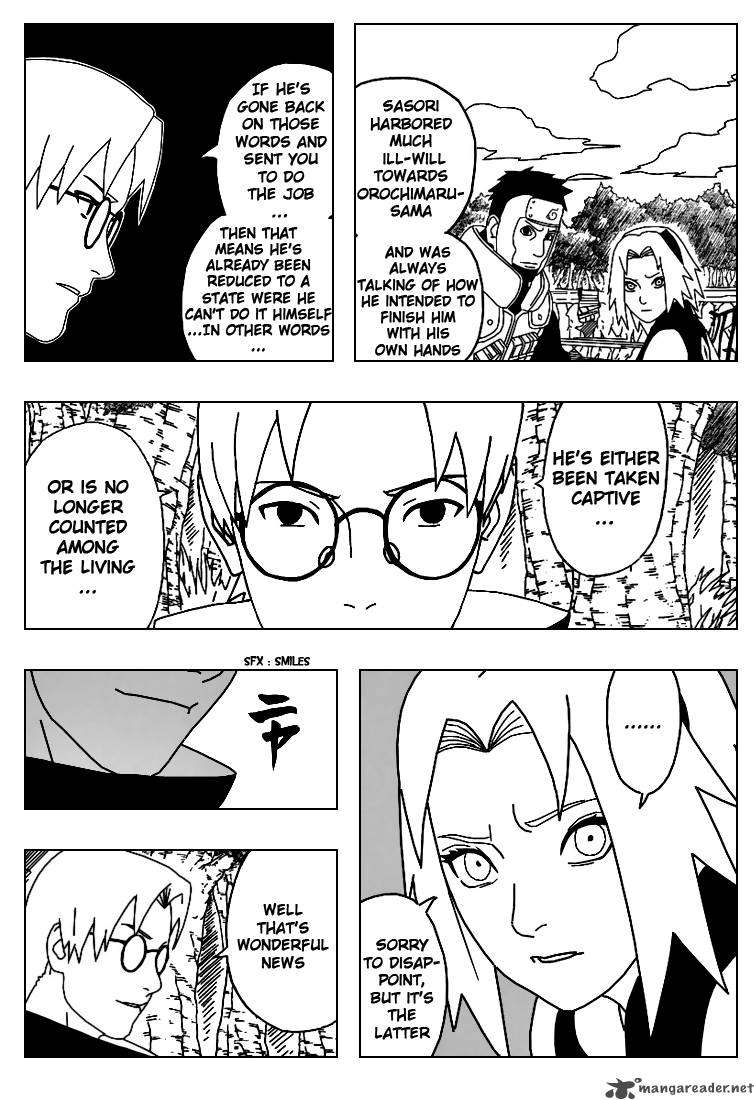 SASORI
HARBORED
MUCH
ILL-WILL
TOWARDS
OROCHIMARU-
SAMA
AND WAS
ALWAYS
TALKING OF HOW
HE INTENDED TO
FINISH HIM
WITH HIS
OWN HANDS
IF HE'S
GONE BACK
ON THOSE
WORDS AND
SENT YOU
TO DO
THE JOB
...
THEN THAT
MEANS HE'S
ALREADY BEEN
REDUCED TO A
STATE WERE HE
CAN'T DO IT HIMSELF
...IN OTHER WORDS
...
HE'S EITHER
BEEN TAKEN
CAPTIVE
...
OR IS NO
LONGER
COUNTED
AMONG
THE LIVING
...
......
SORRY
TO DISAP-
POINT,
BUT IT'S
THE
LATTER
SFX : SMILES
ニヤ
WELL
THAT'S
WONDERFUL
NEWS
mangareader.net